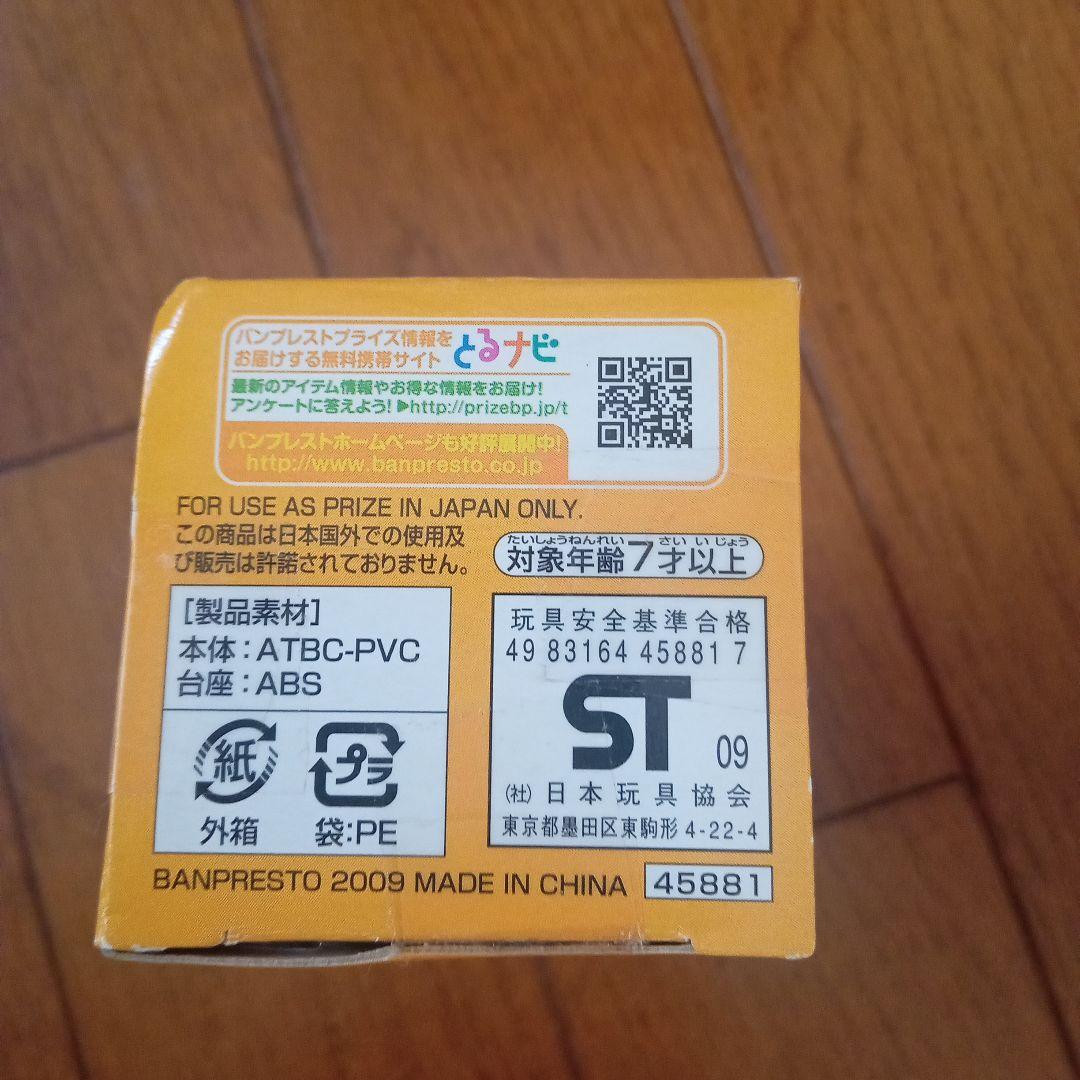 バンプレストプライズ情報を
お届けする無料携帯サイト
とるナビ
最新のアイテム情報やお得な情報をお届け!
アンケートに答えよう!▶http://prizebp.jp/t
バンプレストホームページも好評展開中!
http://www.banpresto.co.jp
FOR USE AS PRIZE IN JAPAN ONLY.
この商品は日本国外での使用及
び販売は許諾されておりません。
たいしょうねんれい さい いじょう
対象年齢7才以上
[製品素材]
本体:ATBC-PVC
台座:ABS
紙
プラ
外箱 袋:PE
玩具安全基準合格
49 83164 45881 7
ST 09
(社)日本玩具協会
東京都墨田区東駒形 4-22-4
BANPRESTO 2009 MADE IN CHINA 45881